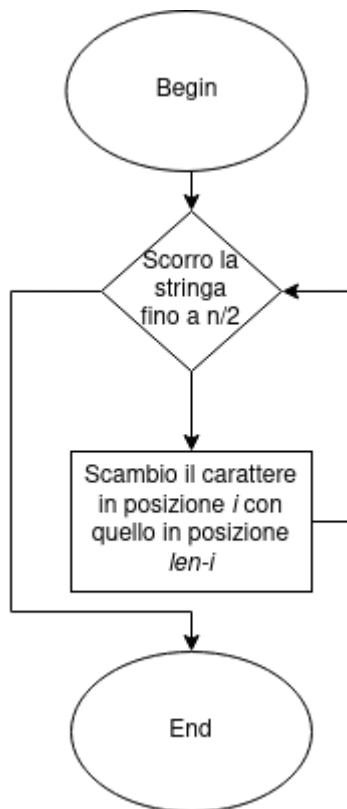 Begin
Scorro la
stringa
fino a n/2
Scambio il carattere
in posizione i con
quello in posizione
len-i
End